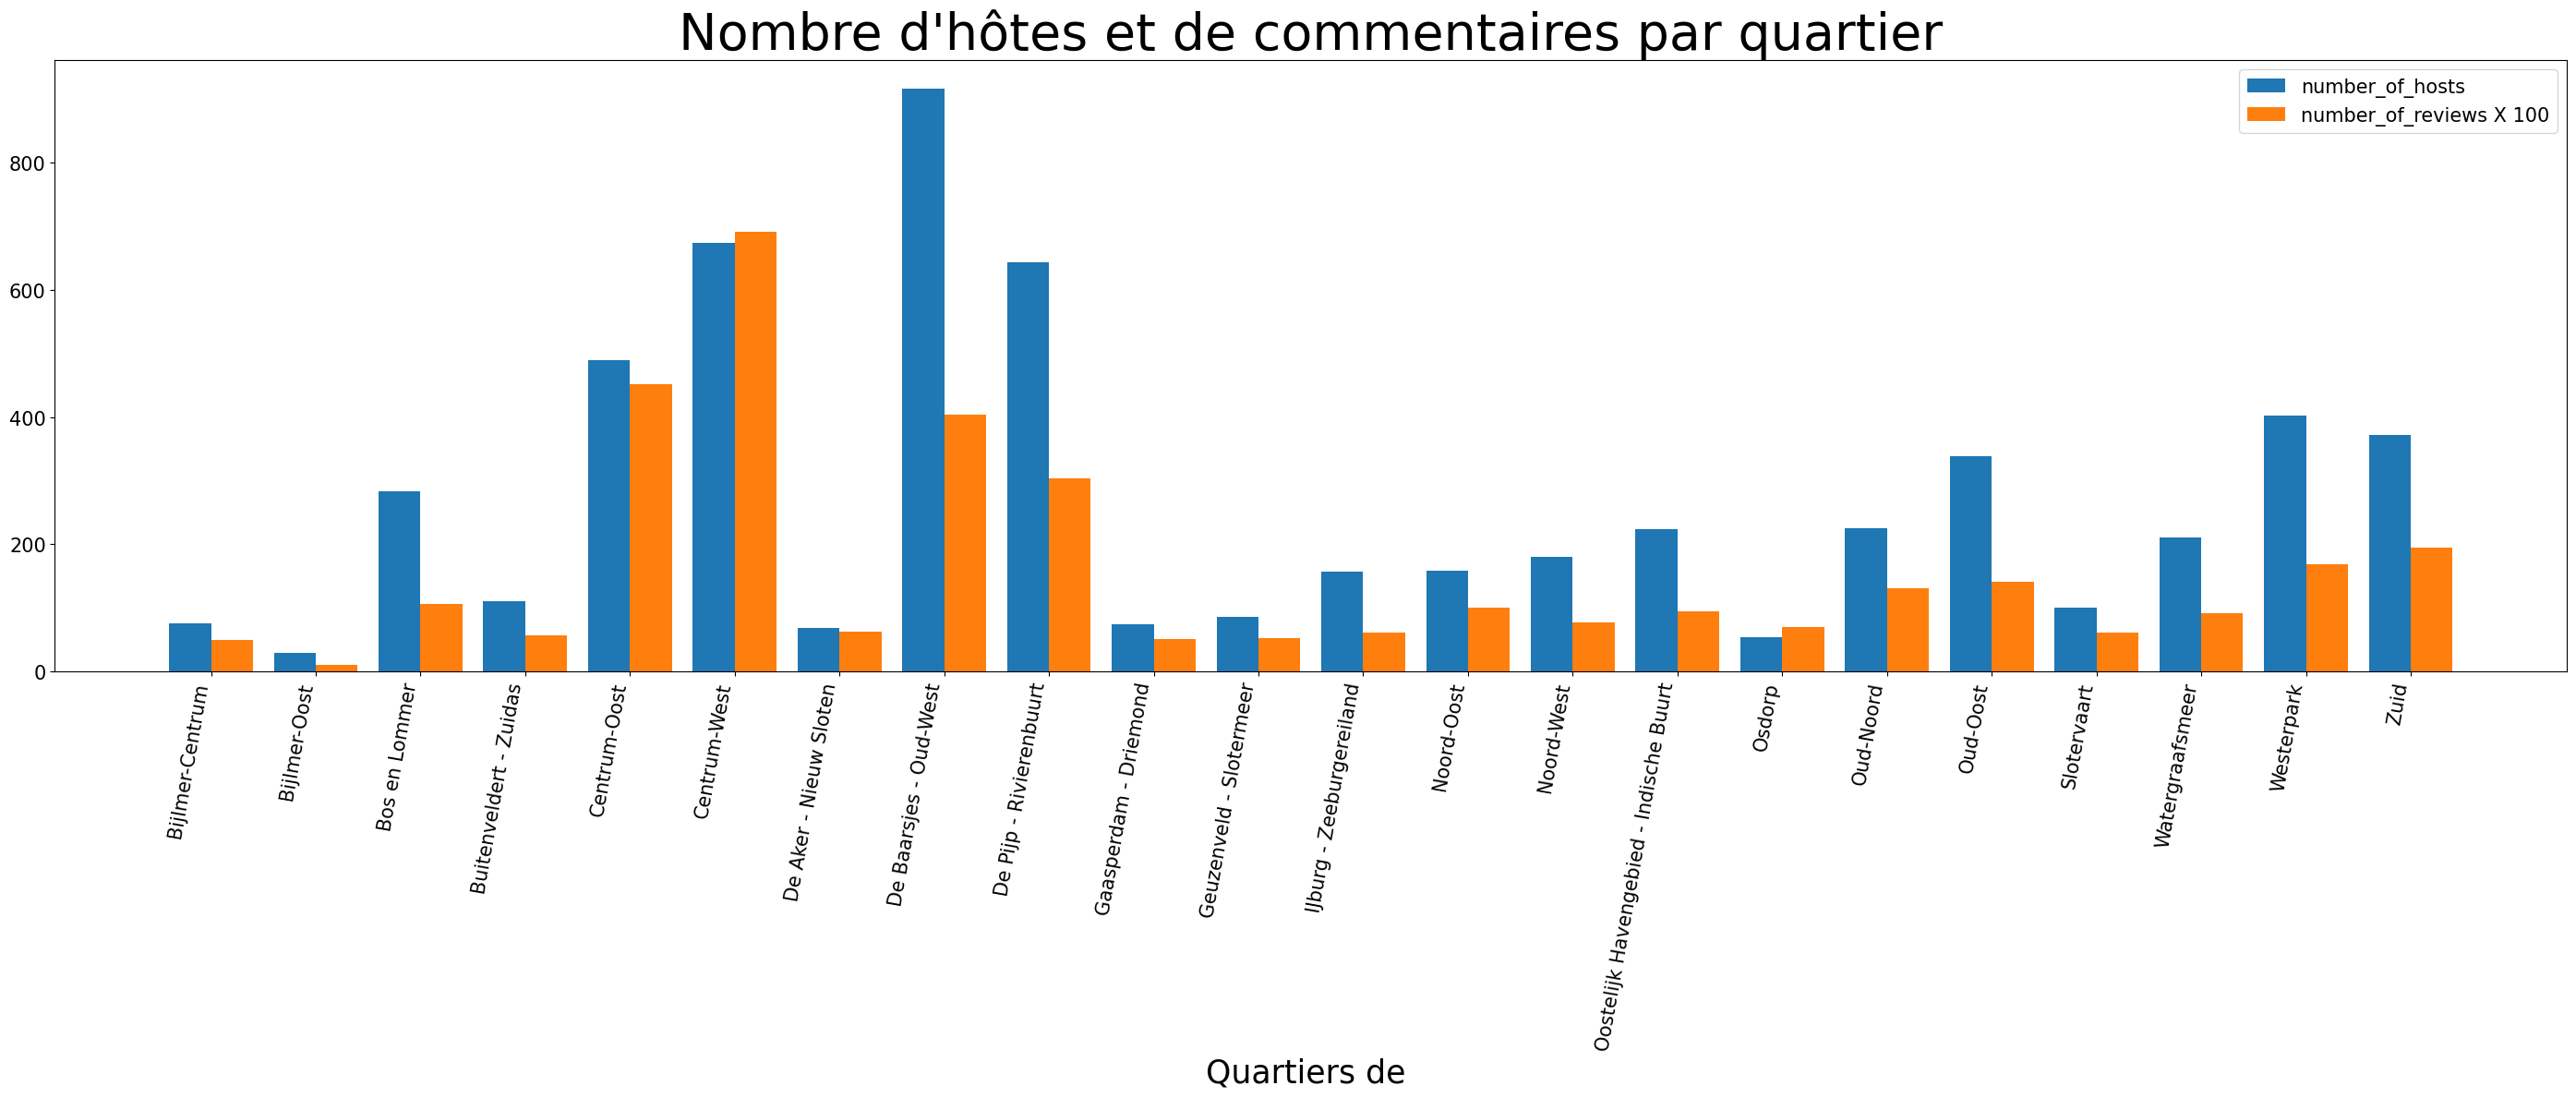 Nombre d'hôtes et de commentaires par quartier
number_of_hosts
number_of_reviews X 100
800
600
400
200
0
Bijlmer-Centrum
Bijlmer-Oost
Bos en Lommer
Buitenveldert - Zuidas
Centrum-Oost
Centrum-West
De Aker - Nieuw Sloten
De Baarsjes - Oud-West
De Pijp - Rivierenbuurt
Gaasperdam - Driemond
Geuzenveld - Slotermeer
IJburg - Zeeburgereiland
Noord-Oost
Noord-West
Oostelijk Havengebied - Indische Buurt
Osdorp
Oud-Noord
Oud-Oost
Slotervaart
Watergraafsmeer
Westerpark
Zuid
Quartiers de